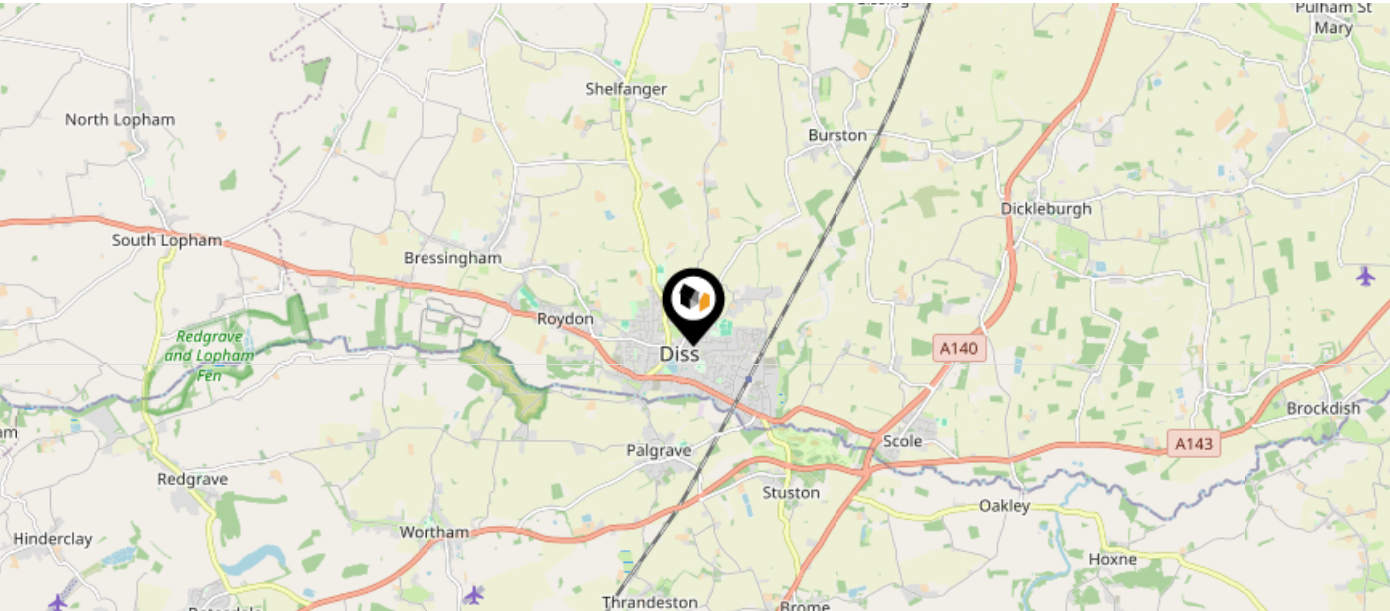 Pulham St
Mary
Shelfanger
North Lopham
Burston
Dickleburgh
South Lopham
Bressingham
Roydon
Redgrave
and Lopham
Fen
Diss
A140
Brockdish
am
Scole
A143
Palgrave
Redgrave
Stuston
Oakley
Wortham
Hinderclay
Hoxne
Thrandeston
Brome